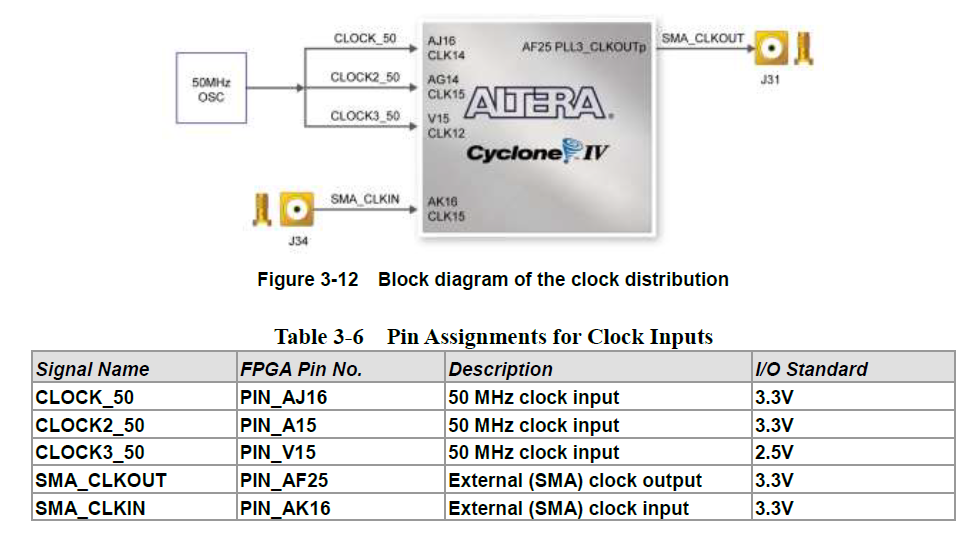 CLOCK_50
AJ16
CLK14
AF25 PLL3_CLKOUTp
SMA_CLKOUT
J31
50MHz
OSC
CLOCK2_50
AG14
CLK15
CLOCK3_50
V15
CLK12
ALTERA.
Cyclone IV
SMA_CLKIN
AK16
CLK15
J34
Figure 3-12 Block diagram of the clock distribution
Table 3-6 Pin Assignments for Clock Inputs
Signal Name FPGA Pin No. Description I/O Standard
CLOCK_50 PIN_AJ16 50 MHz clock input 3.3V
CLOCK2_50 PIN_A15 50 MHz clock input 3.3V
CLOCK3_50 PIN_V15 50 MHz clock input 2.5V
SMA_CLKOUT PIN_AF25 External (SMA) clock output 3.3V
SMA_CLKIN PIN_AK16 External (SMA) clock input 3.3V